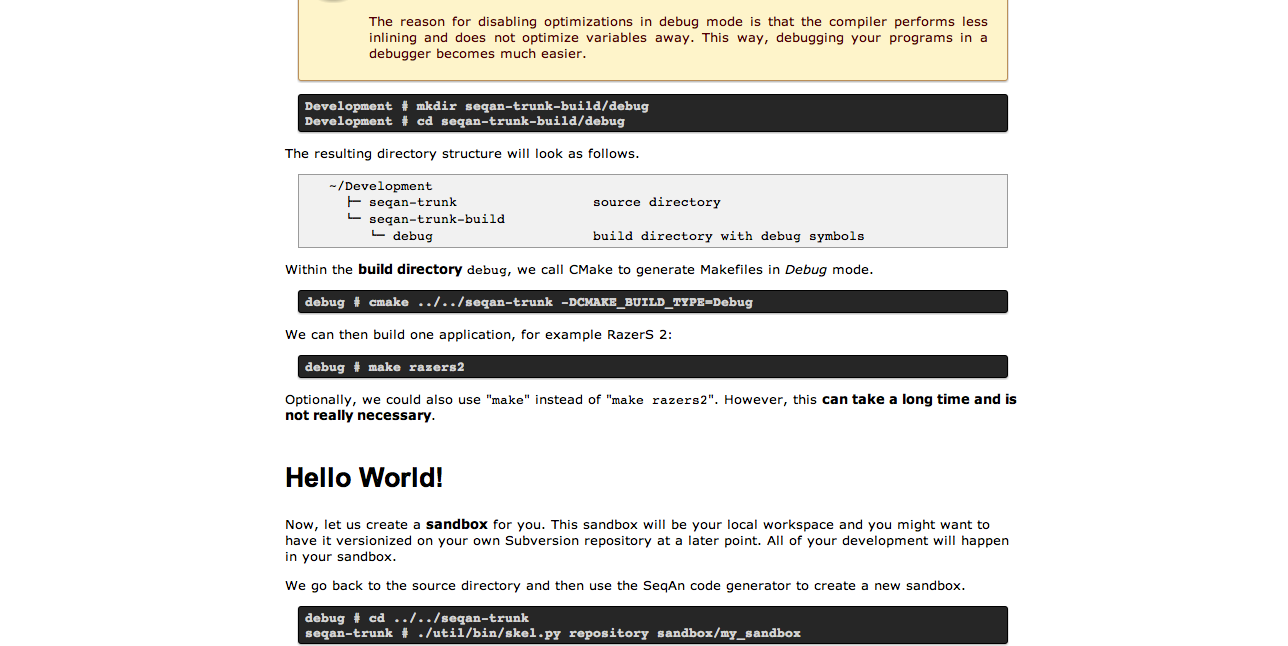 The reason for disabling optimizations in debug mode is that the compiler performs less
inlining and does not optimize variables away. This way, debugging your programs in a
debugger becomes much easier.
Development # mkdir seqan-trunk-build/debug
Development # cd seqan-trunk-build/debug
The resulting directory structure will look as follows.
~/Development
├─ seqan-trunk                 source directory
└─ seqan-trunk-build
└─ debug                    build directory with debug symbols
Within the build directory debug, we call CMake to generate Makefiles in Debug mode.
debug # cmake ../../seqan-trunk -DCMAKE_BUILD_TYPE=Debug
We can then build one application, for example RazerS 2:
debug # make razers2
Optionally, we could also use "make" instead of "make razers2". However, this can take a long time and is
not really necessary.
Hello World!
Now, let us create a sandbox for you. This sandbox will be your local workspace and you might want to
have it versionized on your own Subversion repository at a later point. All of your development will happen
in your sandbox.
We go back to the source directory and then use the SeqAn code generator to create a new sandbox.
debug # cd ../../seqan-trunk
seqan-trunk # ./util/bin/skel.py repository sandbox/my_sandbox